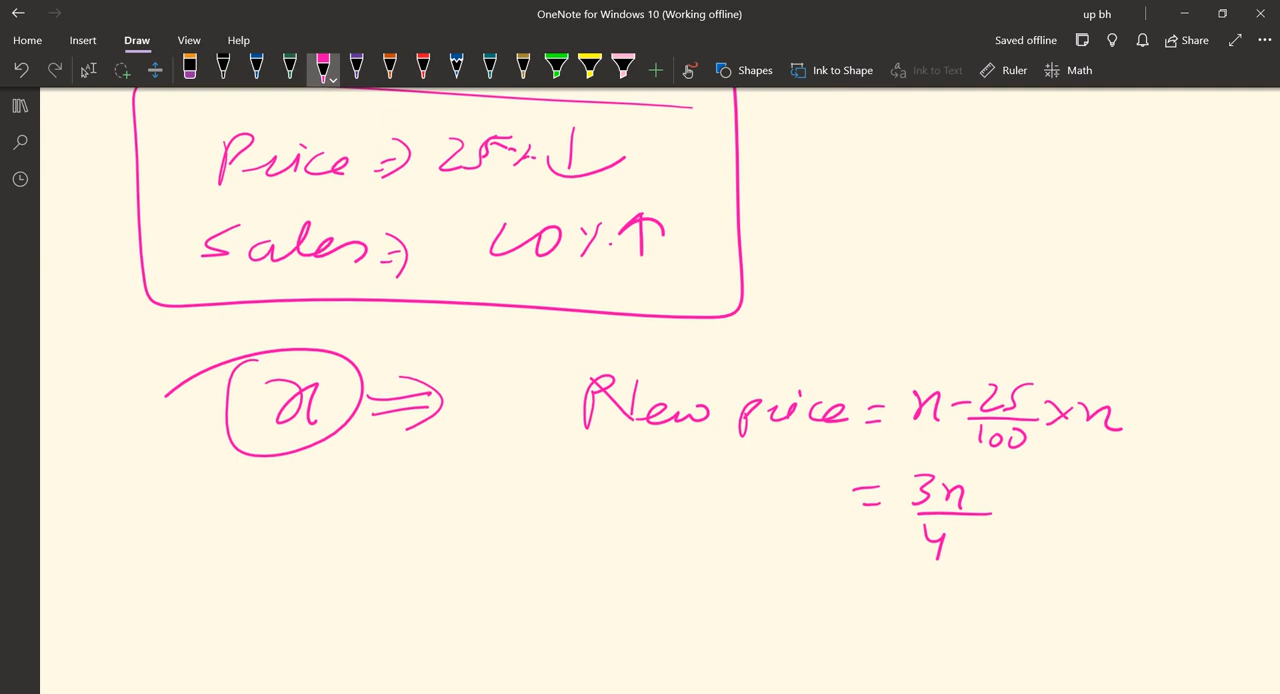 OneNote for Windows 10 (Working offline)
up bh
Home Insert Draw View Help
Saved offline Share
Shapes Ink to Shape Ink to Text Ruler Math
Price => 25% ↓
Sales => 40% ↑
x => New price = x - 25/100 × x
= 3x/4